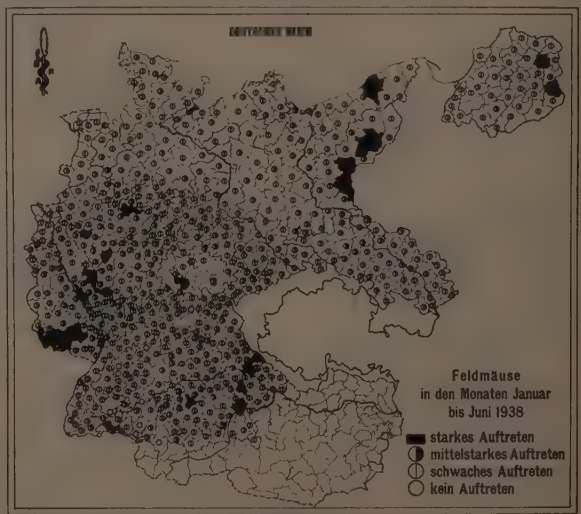 Feldmäuse
in den Monaten Januar
bis Juni 1938
starkes Auftreten
mittelstarkes Auftreten
schwaches Auftreten
kein Auftreten